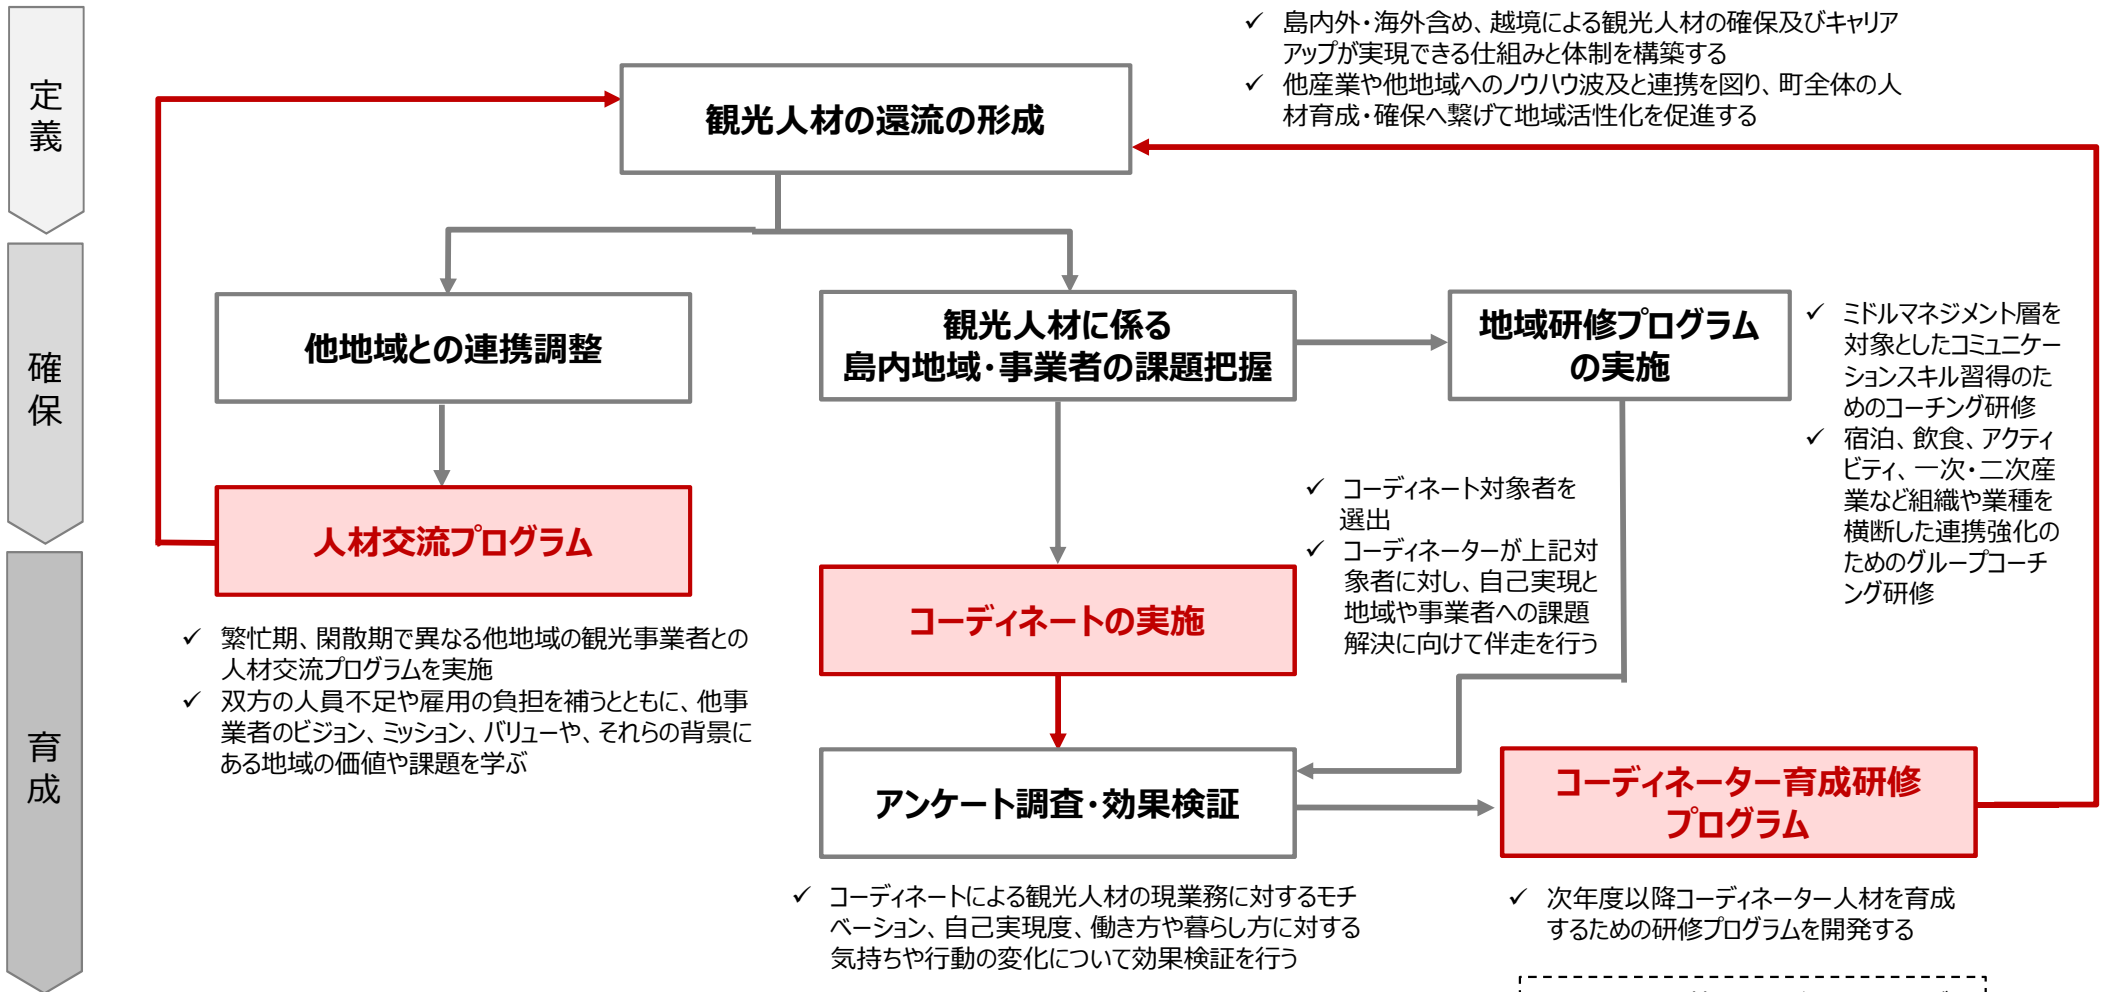 定義
✓ 島内外・海外含め、越境による観光人材の確保及びキャリア
アップが実現できる仕組みと体制を構築する
✓ 他産業や他地域へのノウハウ波及と連携を図り、町全体の人
材育成・確保へ繋げて地域活性化を促進する
観光人材の還流の形成
確保
他地域との連携調整
観光人材に係る
島内地域・事業者の課題把握
地域研修プログラム
の実施
✓ ミドルマネジメント層を
対象としたコミュニケー
ションスキル習得のた
めのコーチング研修
✓ 宿泊、飲食、アクティ
ビティ、一次・二次産
業など組織や業種を
横断した連携強化の
ためのグループコーチ
ング研修
人材交流プログラム
✓ コーディネート対象者を
選出
✓ コーディネーターが上記対
象者に対し、自己実現と
地域や事業者への課題
解決に向けて伴走を行う
コーディネートの実施
育成
✓ 繁忙期、閑散期で異なる他地域の観光事業者との
人材交流プログラムを実施
✓ 双方の人員不足や雇用の負担を補うとともに、他事
業者のビジョン、ミッション、バリューや、それらの背景に
ある地域の価値や課題を学ぶ
アンケート調査・効果検証
コーディネーター育成研修
プログラム
✓ コーディネートによる観光人材の現業務に対するモチ
ベーション、自己実現度、働き方や暮らし方に対する
気持ちや行動の変化について効果検証を行う
✓ 次年度以降コーディネーター人材を育成
するための研修プログラムを開発する